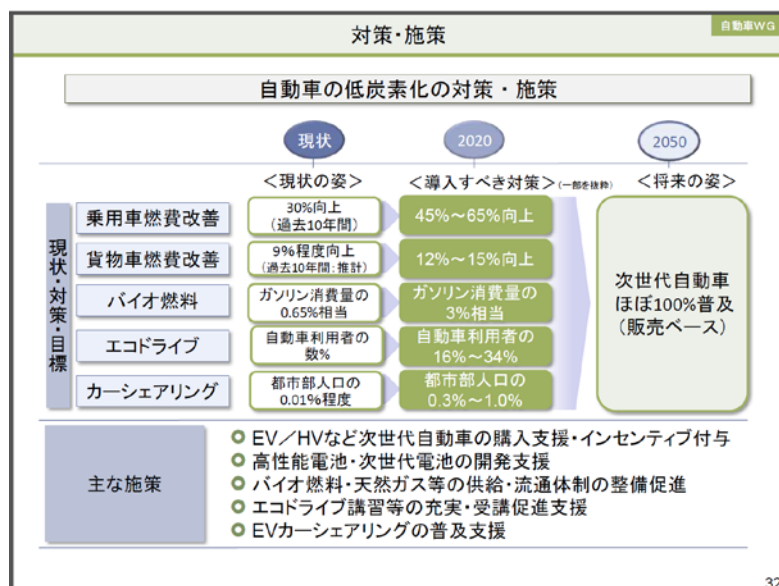 対策・施策
自動車WG
自動車の低炭素化の対策・施策
現状
2020
2050
＜現状の姿＞
＜導入すべき対策＞(一部を抜粋)
＜将来の姿＞
現状・対策・目標
乗用車燃費改善
30%向上
(過去10年間)
45%～65%向上
貨物車燃費改善
9%程度向上
(過去10年間:推計)
12%～15%向上
バイオ燃料
ガソリン消費量の
0.65%相当
ガソリン消費量の
3%相当
エコドライブ
自動車利用者の
数%
自動車利用者の
16%～34%
カーシェアリング
都市部人口の
0.01%程度
都市部人口の
0.3%～1.0%
次世代自動車
ほぼ100%普及
(販売ベース)
主な施策
EV／HVなど次世代自動車の購入支援・インセンティブ付与
高性能電池・次世代電池の開発支援
バイオ燃料・天然ガス等の供給・流通体制の整備促進
エコドライブ講習等の充実・受講促進支援
EVカーシェアリングの普及支援
32